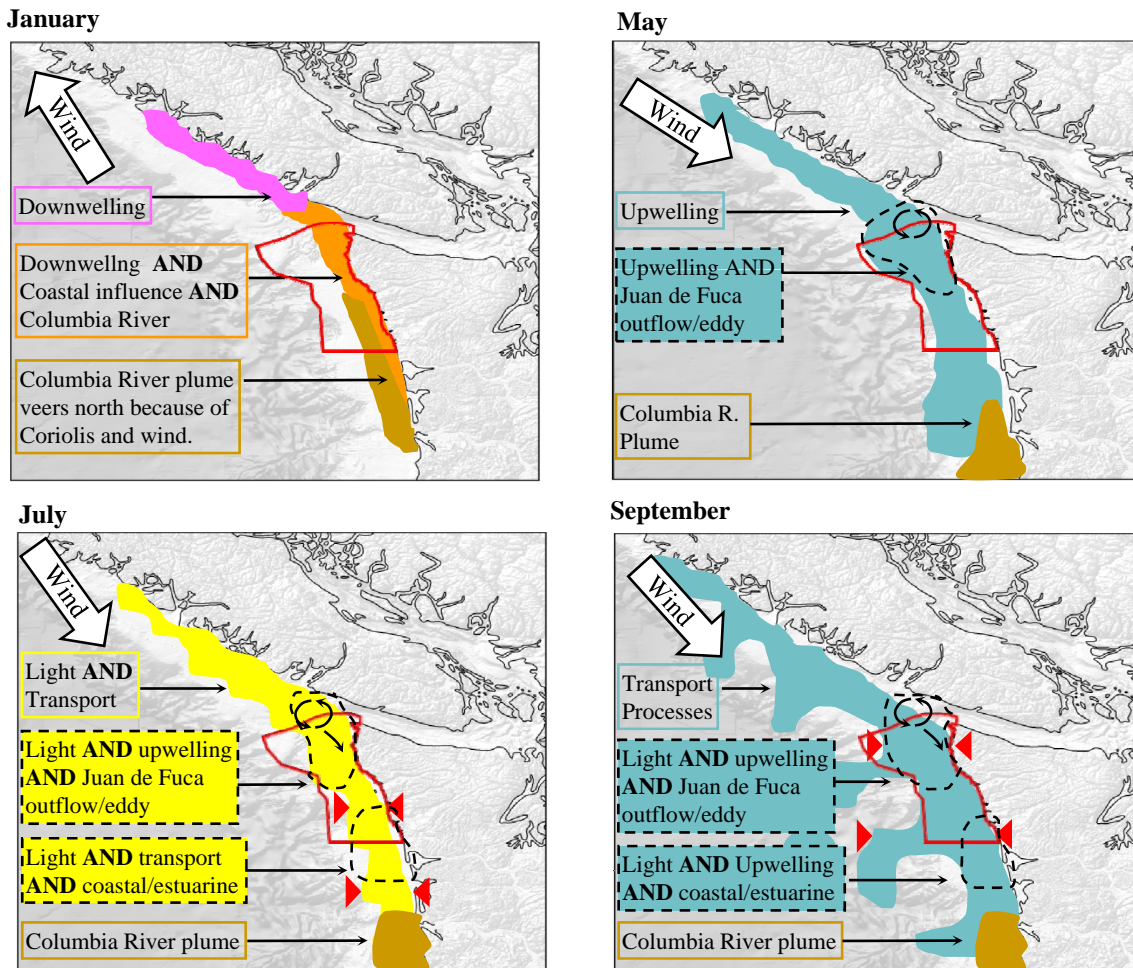 January
Wind
Downwelling
Downwellng AND
Coastal influence AND
Columbia River
Columbia River plume
veers north because of
Coriolis and wind.
May
Wind
Upwelling
Upwelling AND
Juan de Fuca
outflow/eddy
Columbia R.
Plume
July
Wind
Light AND
Transport
Light AND upwelling
AND Juan de Fuca
outflow/eddy
Light AND transport
AND coastal/estuarine
Columbia River plume
September
Wind
Transport
Processes
Light AND upwelling
AND Juan de Fuca
outflow/eddy
Light AND Upwelling
AND coastal/estuarine
Columbia River plume